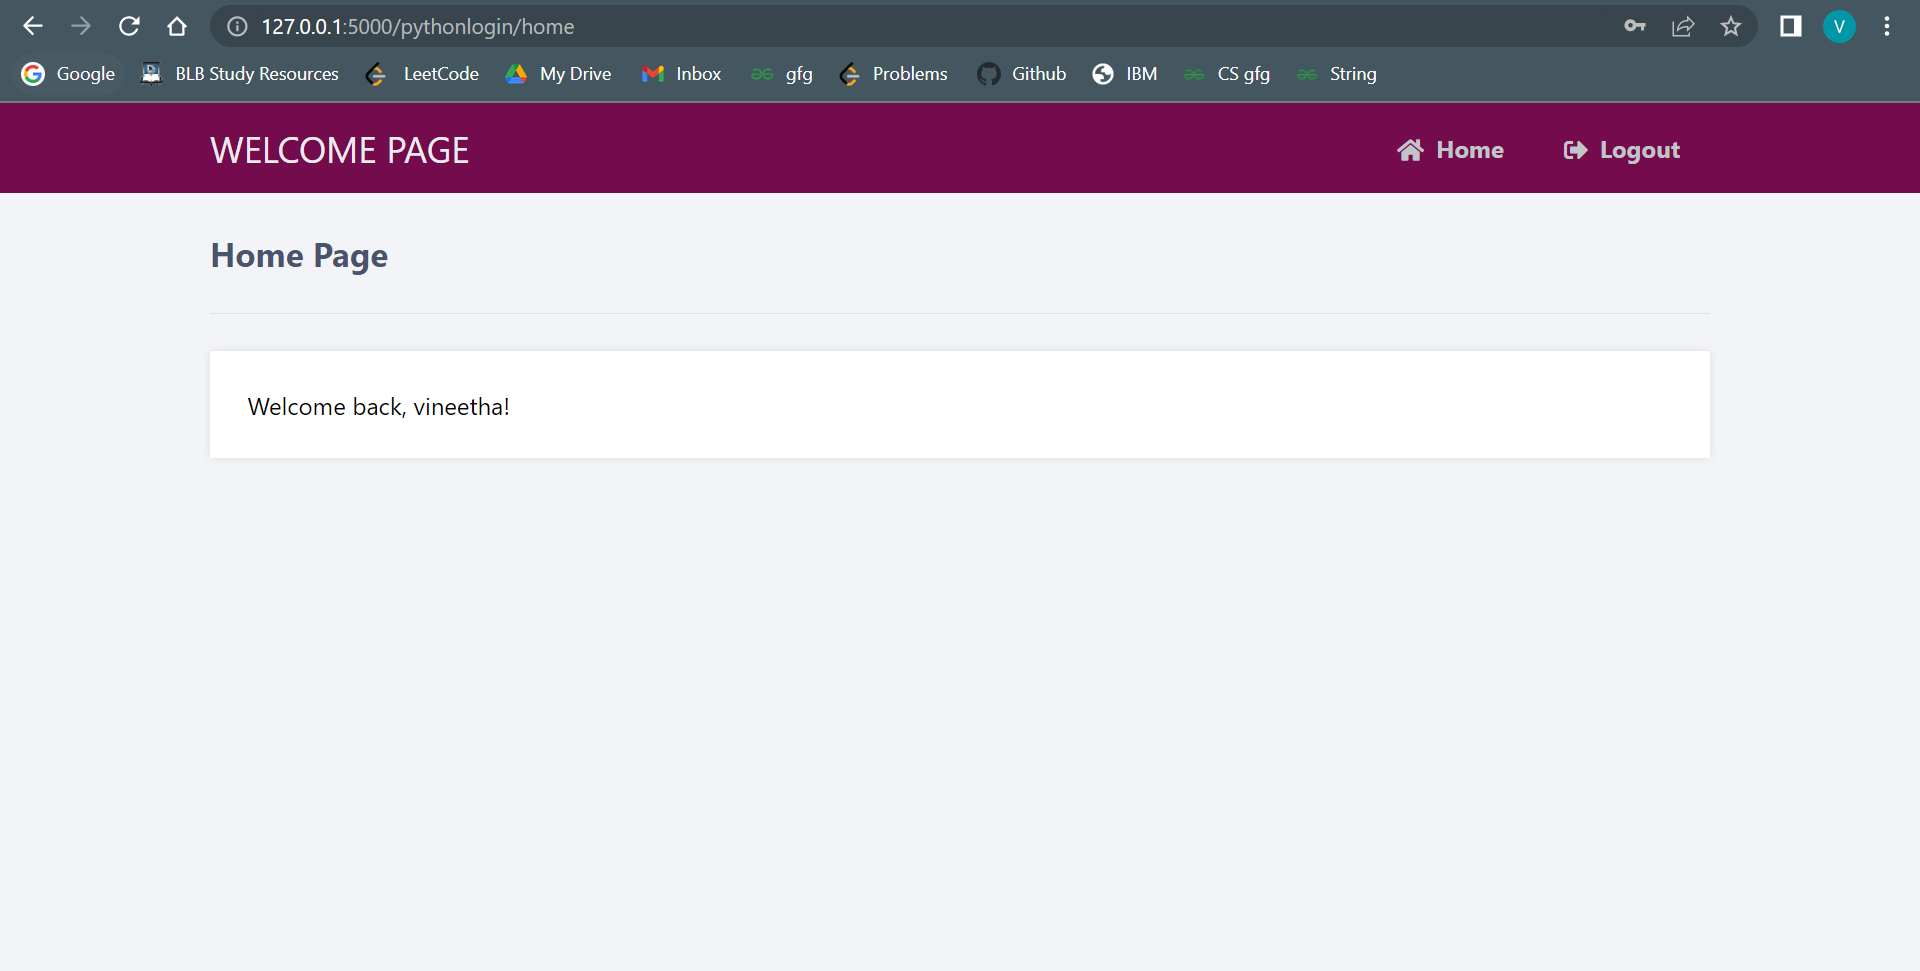 127.0.0.1:5000/pythonlogin/home
V
Google BLB Study Resources LeetCode My Drive Inbox gfg Problems Github IBM CS gfg String
WELCOME PAGE Home Logout
Home Page
Welcome back, vineetha!